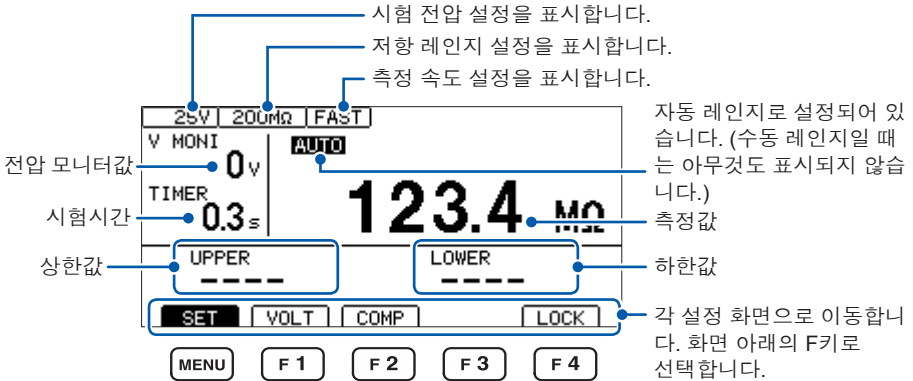 시험 전압 설정을 표시합니다.
저항 레인지 설정을 표시합니다.
측정 속도 설정을 표시합니다.
25V 200MΩ FAST
V MONI
0 V
AUTO
자동 레인지로 설정되어 있
습니다. (수동 레인지일 때
는 아무것도 표시되지 않습
니다.)
전압 모니터값
TIMER
0.3 s
시험시간
123.4 MΩ
측정값
상한값
UPPER
----
LOWER
----
하한값
SET VOLT COMP LOCK
각 설정 화면으로 이동합니
다. 화면 아래의 F키로
선택합니다.
MENU F 1 F 2 F 3 F 4